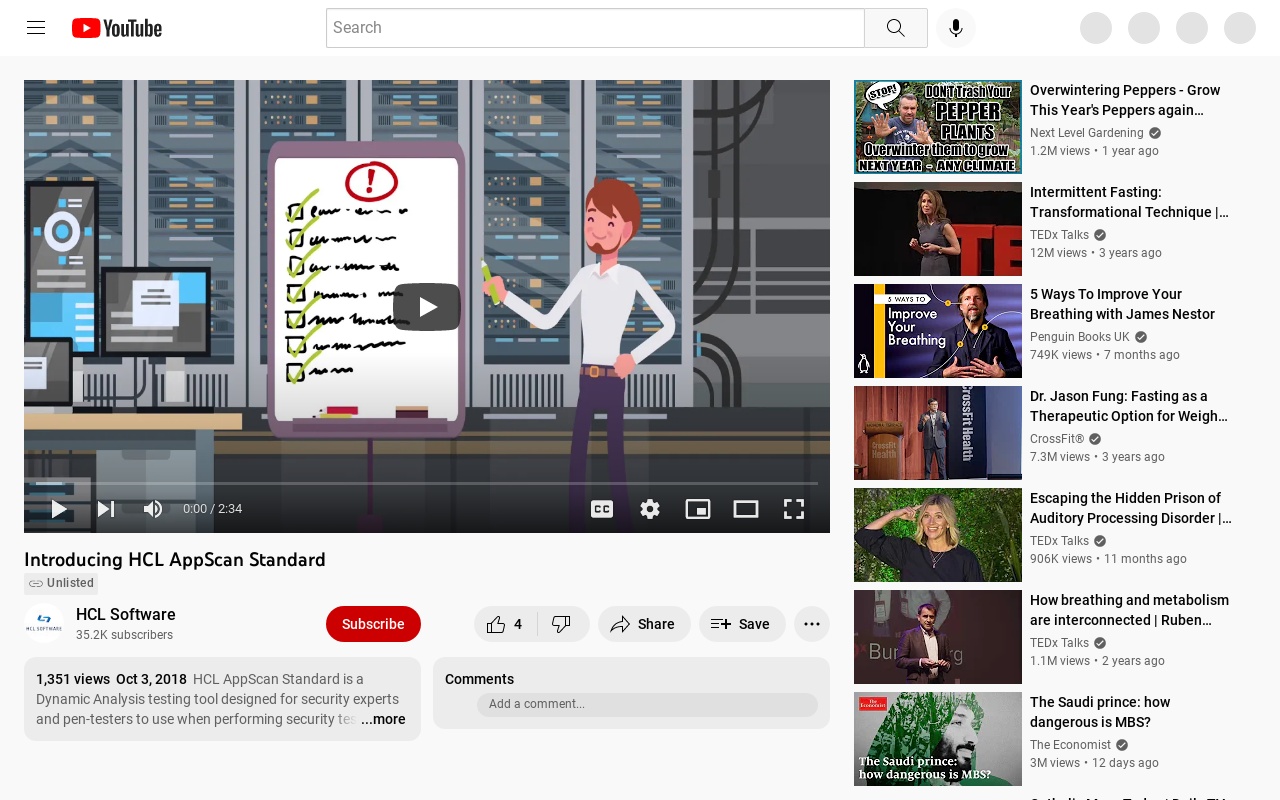 YouTube
Search
!
0:00 / 2:34
CC
Introducing HCL AppScan Standard
Unlisted
HCL SOFTWARE
HCL Software
35.2K subscribers
Subscribe
4
Share
Save
1,351 views Oct 3, 2018 HCL AppScan Standard is a
Dynamic Analysis testing tool designed for security experts
and pen-testers to use when performing security tes ...more
Comments
Add a comment...
STOP!
DON'T Trash Your
PEPPER
PLANTS
Overwinter them to grow
NEXT YEAR - ANY CLIMATE
Overwintering Peppers - Grow
This Year's Peppers again…
Next Level Gardening
1.2M views • 1 year ago
TE
Intermittent Fasting:
Transformational Technique |…
TEDx Talks
12M views • 3 years ago
5 WAYS TO
Improve
Your
Breathing
5 Ways To Improve Your
Breathing with James Nestor
Penguin Books UK
749K views • 7 months ago
CrossFit
Health
CrossFit Health
Dr. Jason Fung: Fasting as a
Therapeutic Option for Weigh…
CrossFit®
7.3M views • 3 years ago
Escaping the Hidden Prison of
Auditory Processing Disorder |…
TEDx Talks
906K views • 11 months ago
How breathing and metabolism
are interconnected | Ruben…
TEDx Talks
1.1M views • 2 years ago
The Economist
The Saudi prince:
how dangerous is MBS?
The Saudi prince: how
dangerous is MBS?
The Economist
3M views • 12 days ago